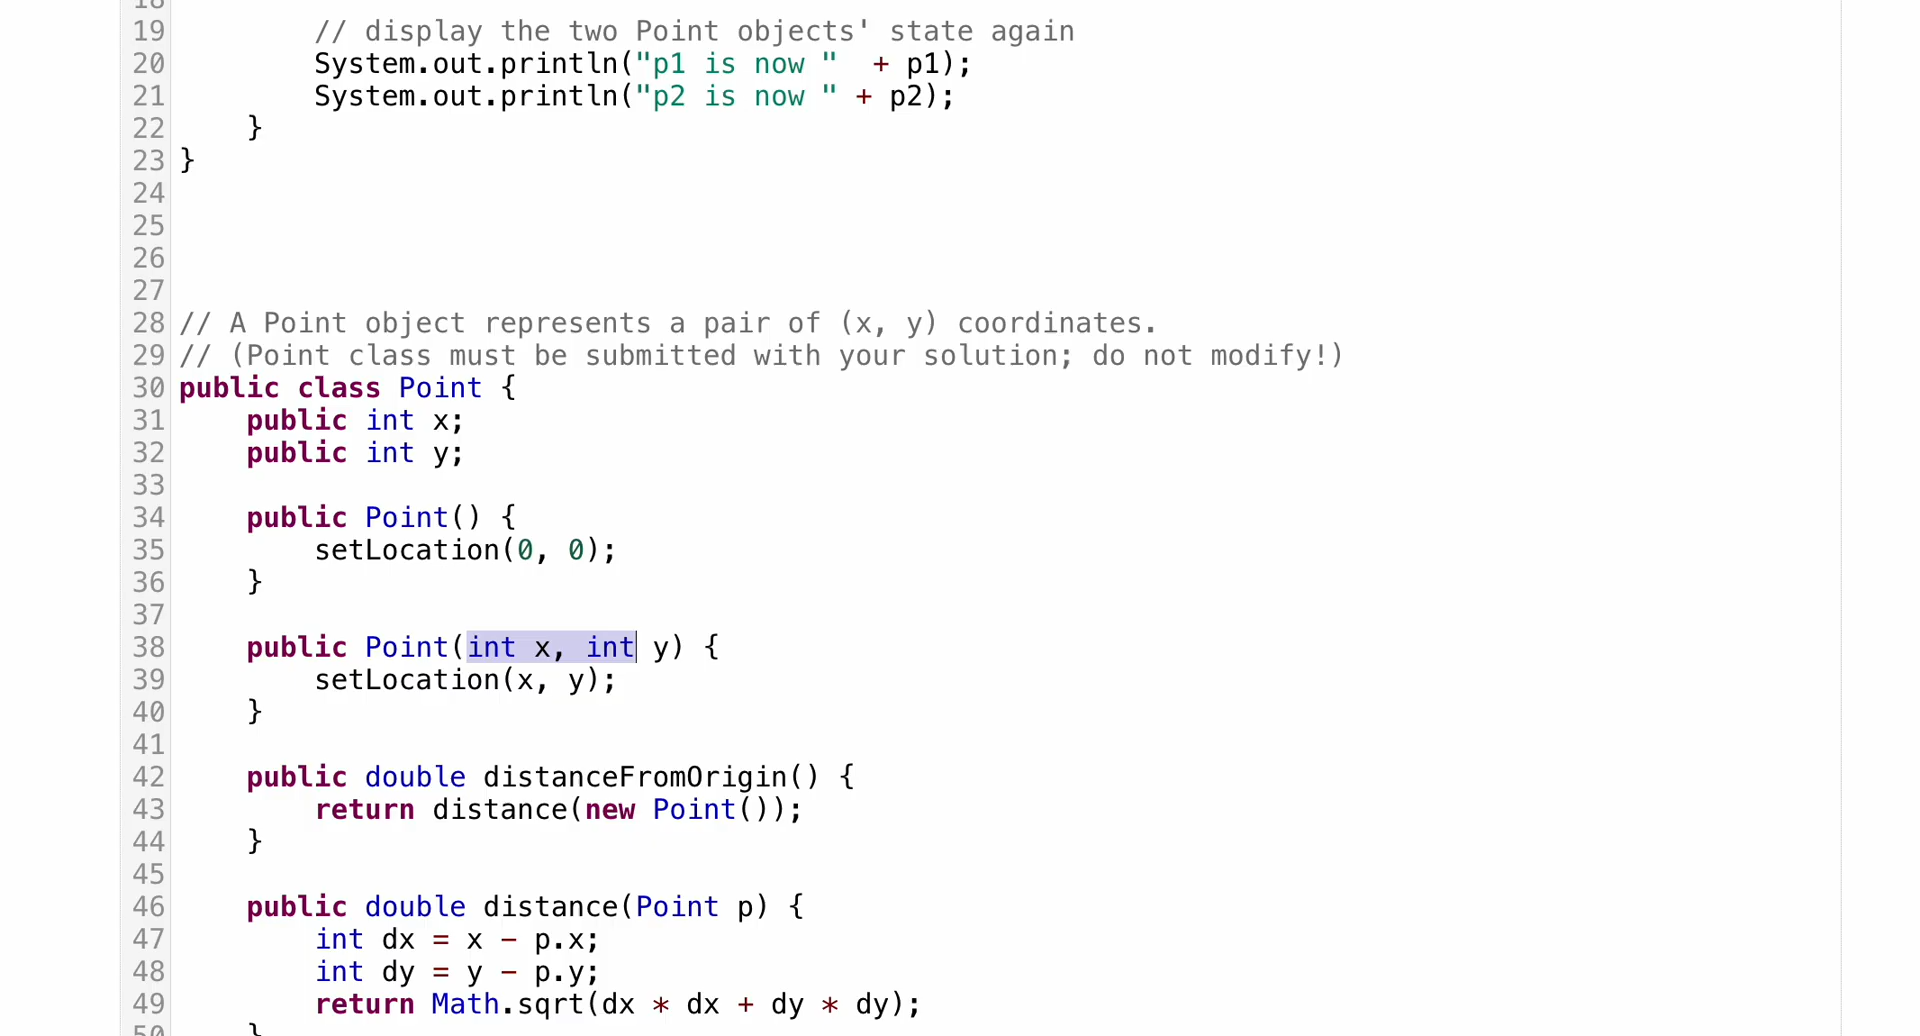 18
19 // display the two Point objects' state again
20 System.out.println("p1 is now "  + p1);
21 System.out.println("p2 is now " + p2);
22 }
23 }
24
25
26
27
28 // A Point object represents a pair of (x, y) coordinates.
29 // (Point class must be submitted with your solution; do not modify!)
30 public class Point {
31 public int x;
32 public int y;
33
34 public Point() {
35 setLocation(0, 0);
36 }
37
38 public Point(int x, int y) {
39 setLocation(x, y);
40 }
41
42 public double distanceFromOrigin() {
43 return distance(new Point());
44 }
45
46 public double distance(Point p) {
47 int dx = x - p.x;
48 int dy = y - p.y;
49 return Math.sqrt(dx * dx + dy * dy);
50 }